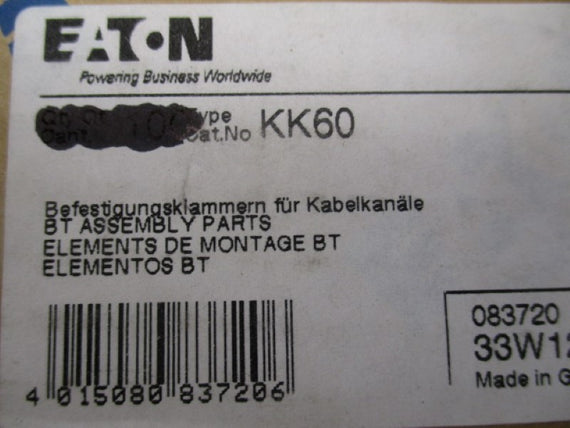 EATON
Powering Business Worldwide
Type
Cat.No KK60
Befestigungsklammern für Kabelkanäle
BT ASSEMBLY PARTS
ELEMENTS DE MONTAGE BT
ELEMENTOS BT
083720
33W12
Made in G
4 015080 837206